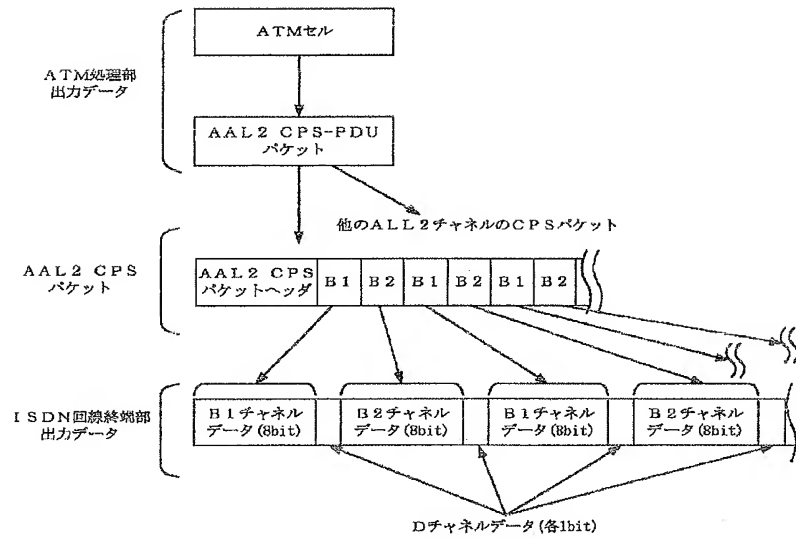 ATMセル
ATM処理部
出力データ
AAL2 CPS-PDU
パケット
他のALL2チャネルのCPSパケット
AAL2 CPS
パケット
AAL2 CPS
パケットヘッダ
B1
B2
B1
B2
B1
B2
ISDN回線終端部
出力データ
B1チャネル
データ(8bit)
B2チャネル
データ(8bit)
B1チャネル
データ(8bit)
B2チャネル
データ(8bit)
Dチャネルデータ(各1bit)